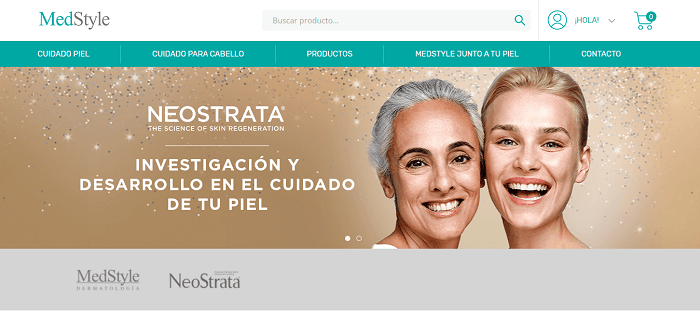 MedStyle
Buscar producto...
¡HOLA!
0
CUIDADO PIEL
CUIDADO PARA CABELLO
PRODUCTOS
MEDSTYLE JUNTO A TU PIEL
CONTACTO
NEOSTRATA®
THE SCIENCE OF SKIN REGENERATION
INVESTIGACIÓN Y
DESARROLLO EN EL CUIDADO
DE TU PIEL
MedStyle
DERMATOLOGÍA
NeoStrata